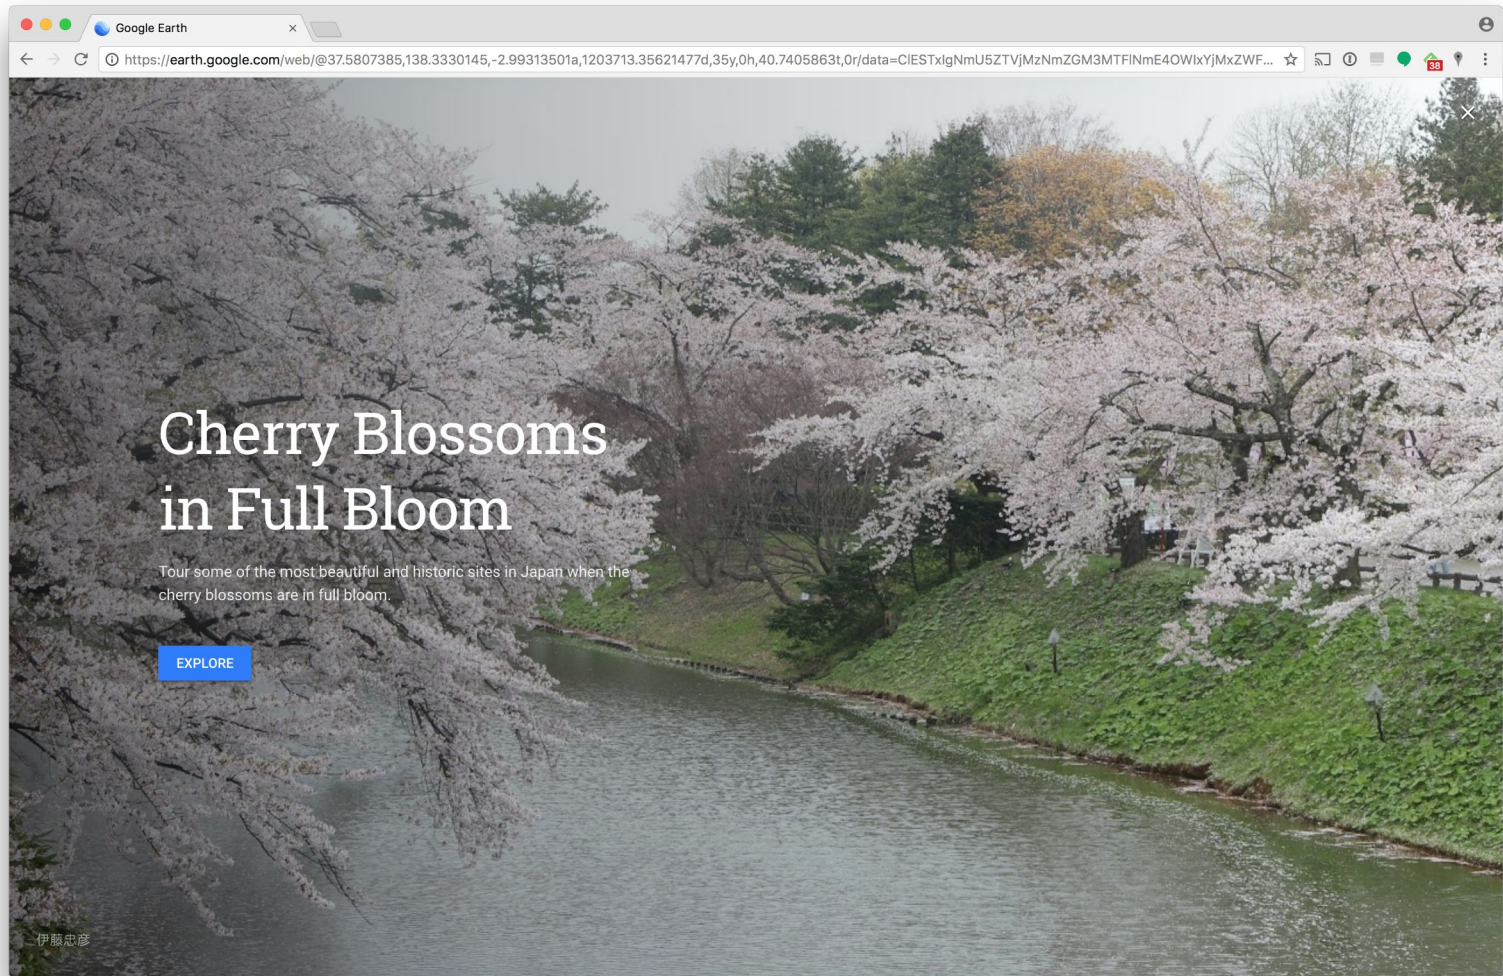 Google Earth
https://earth.google.com/web/@37.5807385,138.3330145,-2.99313501a,1203713.35621477d,35y,0h,40.7405863t,0r/data=ClESTxIgNmU5ZTVjMzNmZGM3MTFlNmE4OWIxYjMxZWF...
38
Cherry Blossoms
in Full Bloom
Tour some of the most beautiful and historic sites in Japan when the
cherry blossoms are in full bloom.
EXPLORE
伊藤忠彦